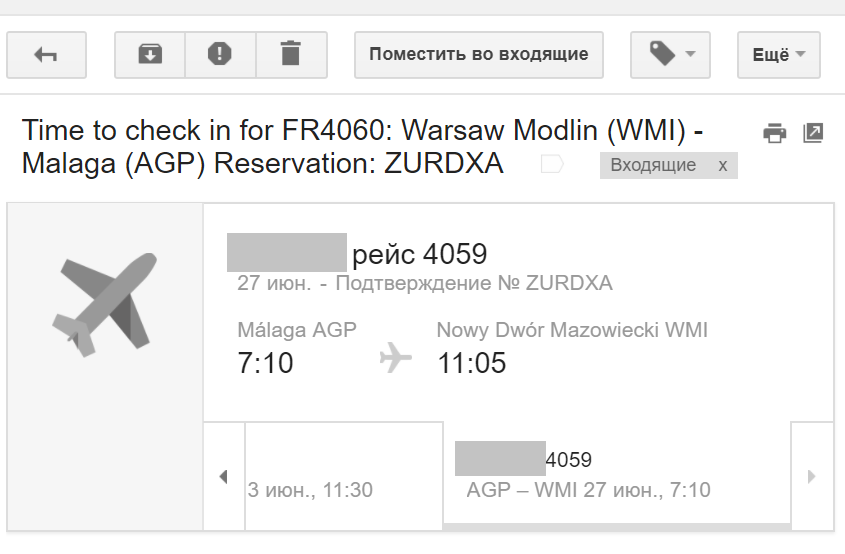 Поместить во входящие
Ещё
Time to check in for FR4060: Warsaw Modlin (WMI) -
Malaga (AGP) Reservation: ZURDXA
Входящие x
рейс 4059
27 июн. - Подтверждение № ZURDXA
Málaga AGP
Nowy Dwór Mazowiecki WMI
7:10
11:05
4059
3 июн., 11:30
AGP – WMI 27 июн., 7:10